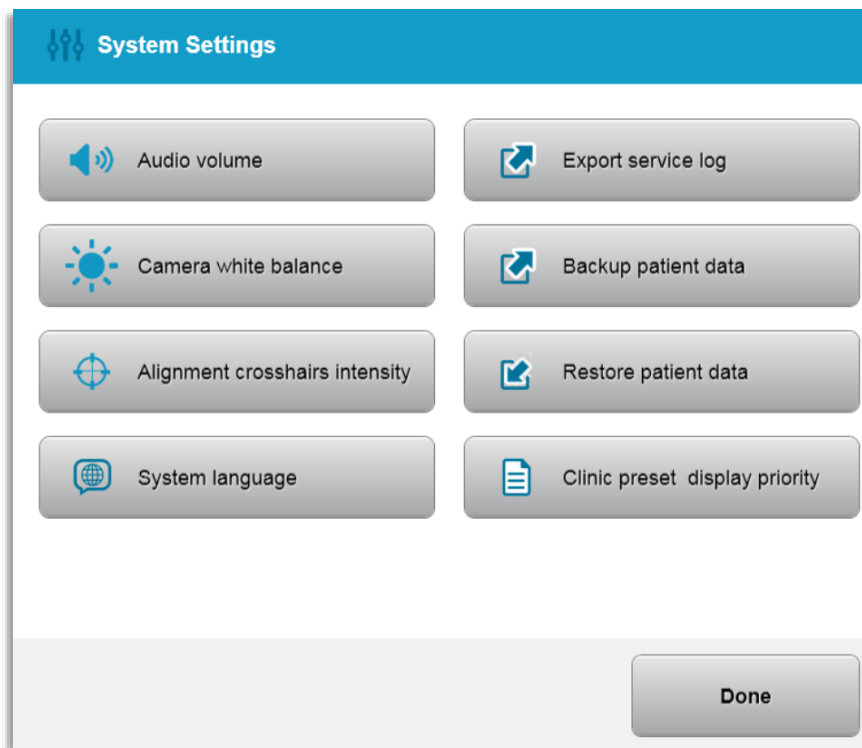 System Settings
Audio volume
Export service log
Camera white balance
Backup patient data
Alignment crosshairs intensity
Restore patient data
System language
Clinic preset display priority
Done